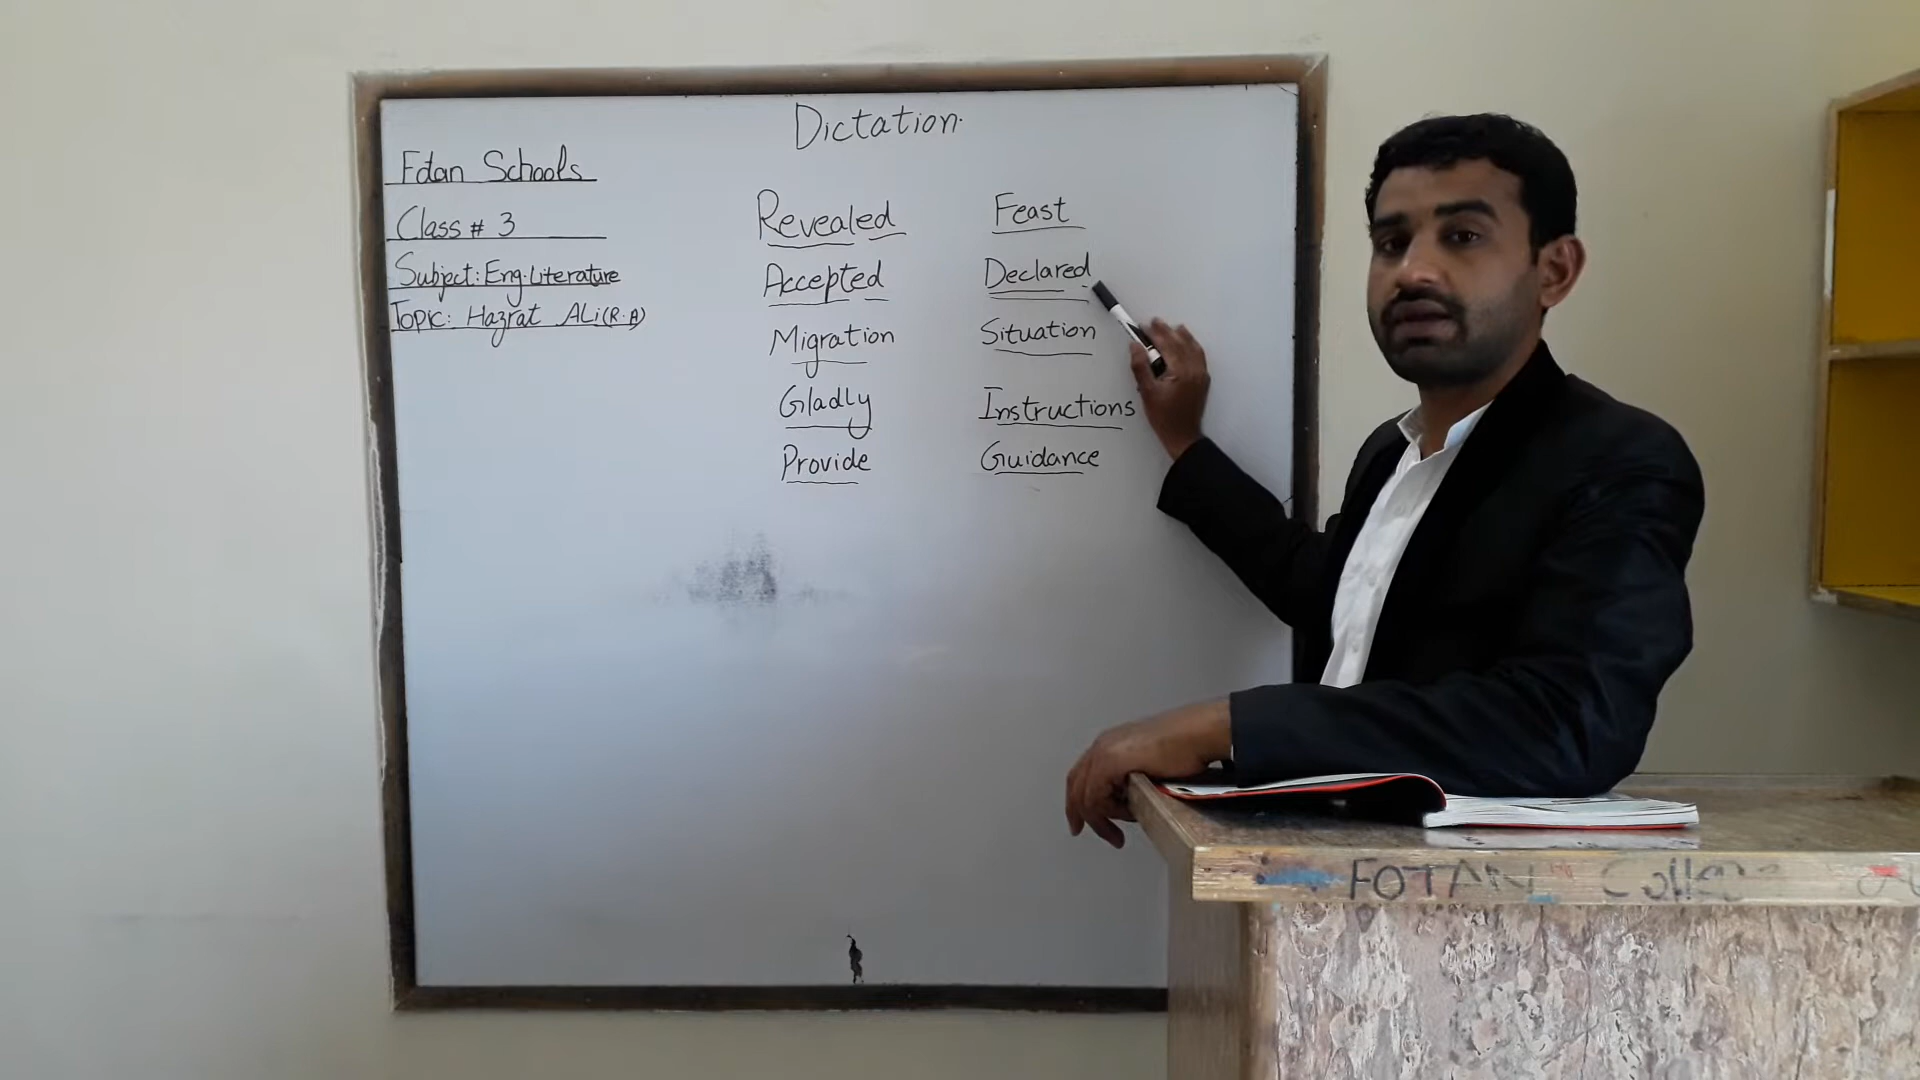 Dictation.
Fotan Schools
Class # 3
Subject: Eng.Literature
Topic: Hazrat ALi (R.A)
Revealed
Accepted
Migration
Gladly
Provide
Feast
Declared
Situation
Instructions
Guidance
FOTAN